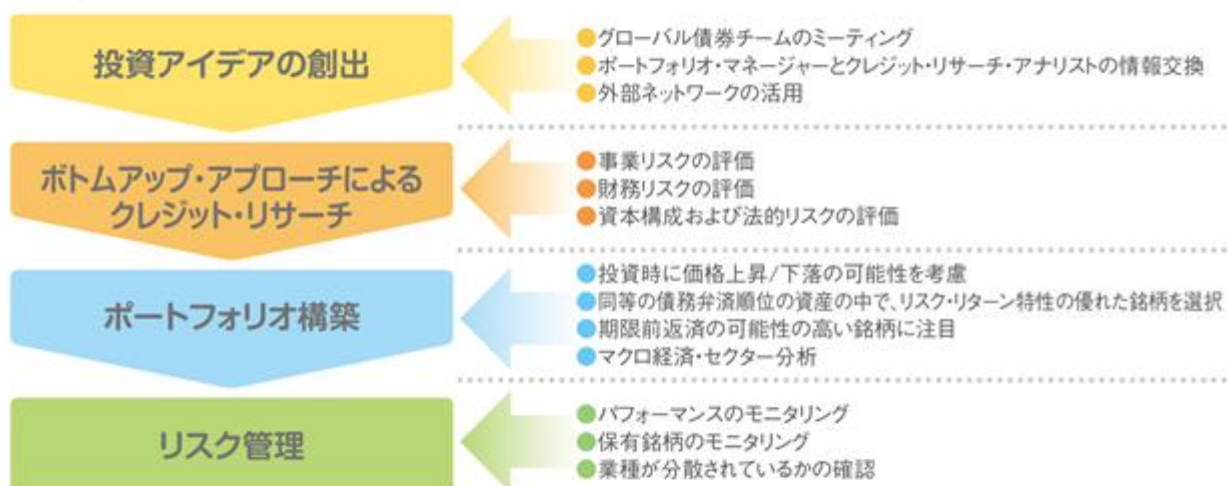 投資アイデアの創出
●グローバル債券チームのミーティング
●ポートフォリオ・マネージャーとクレジット・リサーチ・アナリストの情報交換
●外部ネットワークの活用
ボトムアップ・アプローチによる
クレジット・リサーチ
●事業リスクの評価
●財務リスクの評価
●資本構成および法的リスクの評価
ポートフォリオ構築
●投資時に価格上昇/下落の可能性を考慮
●同等の債務弁済順位の資産の中で、リスク・リターン特性の優れた銘柄を選択
●期限前返済の可能性の高い銘柄に注目
●マクロ経済・セクター分析
リスク管理
●パフォーマンスのモニタリング
●保有銘柄のモニタリング
●業種が分散されているかの確認